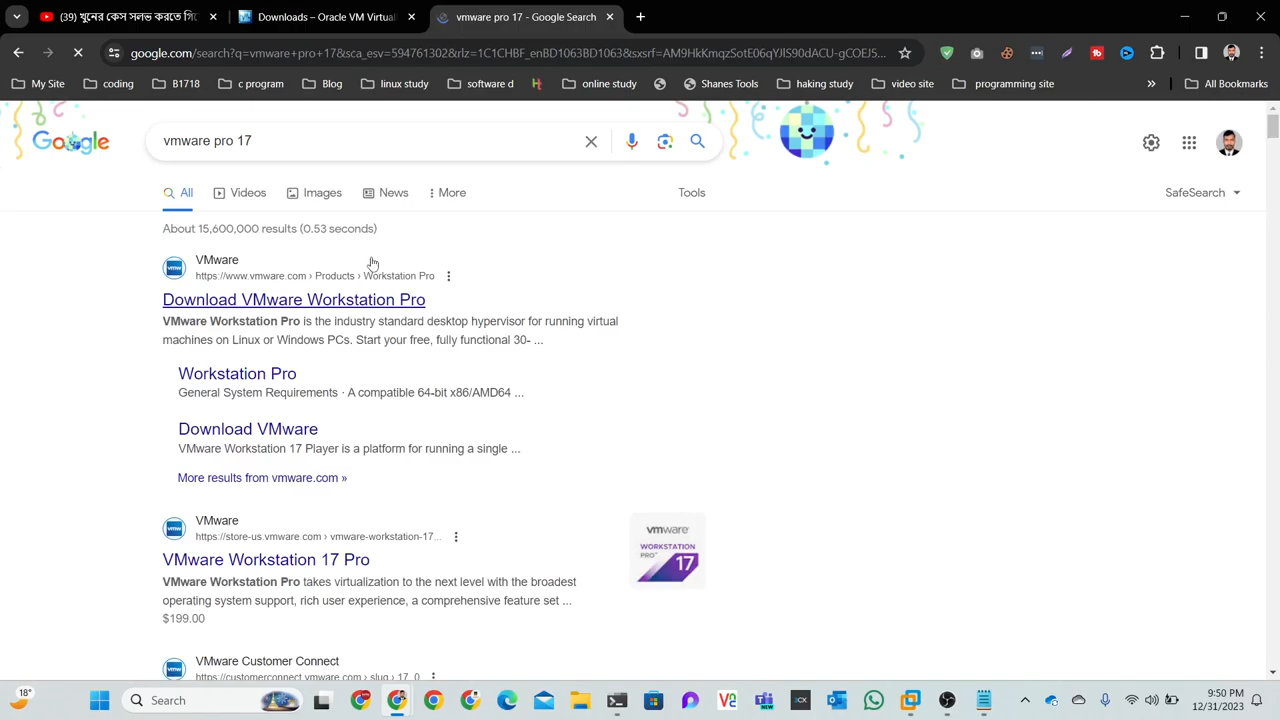 (39) খুনের কেস সলভ করতে গি
Downloads – Oracle VM Virtual
vmware pro 17 - Google Search
google.com/search?q=vmware+pro+17&sca_esv=594761302&rlz=1C1CHBF_enBD1063BD1063&sxsrf=AM9HkKmqzSotE06qYJlS90dACU-gCOEJ5...
My Site
coding
B1718
c program
Blog
linux study
software d
online study
Shanes Tools
haking study
video site
programming site
»
All Bookmarks
Google
vmware pro 17
All
Videos
Images
News
More
Tools
SafeSearch
About 15,600,000 results (0.53 seconds)
VMware
https://www.vmware.com › Products › Workstation Pro
Download VMware Workstation Pro
VMware Workstation Pro is the industry standard desktop hypervisor for running virtual
machines on Linux or Windows PCs. Start your free, fully functional 30- ...
Workstation Pro
General System Requirements · A compatible 64-bit x86/AMD64 ...
Download VMware
VMware Workstation 17 Player is a platform for running a single ...
More results from vmware.com »
VMware
https://store-us.vmware.com › vmware-workstation-17...
VMware Workstation 17 Pro
VMware Workstation Pro takes virtualization to the next level with the broadest
operating system support, rich user experience, a comprehensive feature set ...
$199.00
vmware
WORKSTATION
PRO
17
VMware Customer Connect
https://customerconnect.vmware.com › slug › 17_0
18°
Search
9:50 PM
12/31/2023